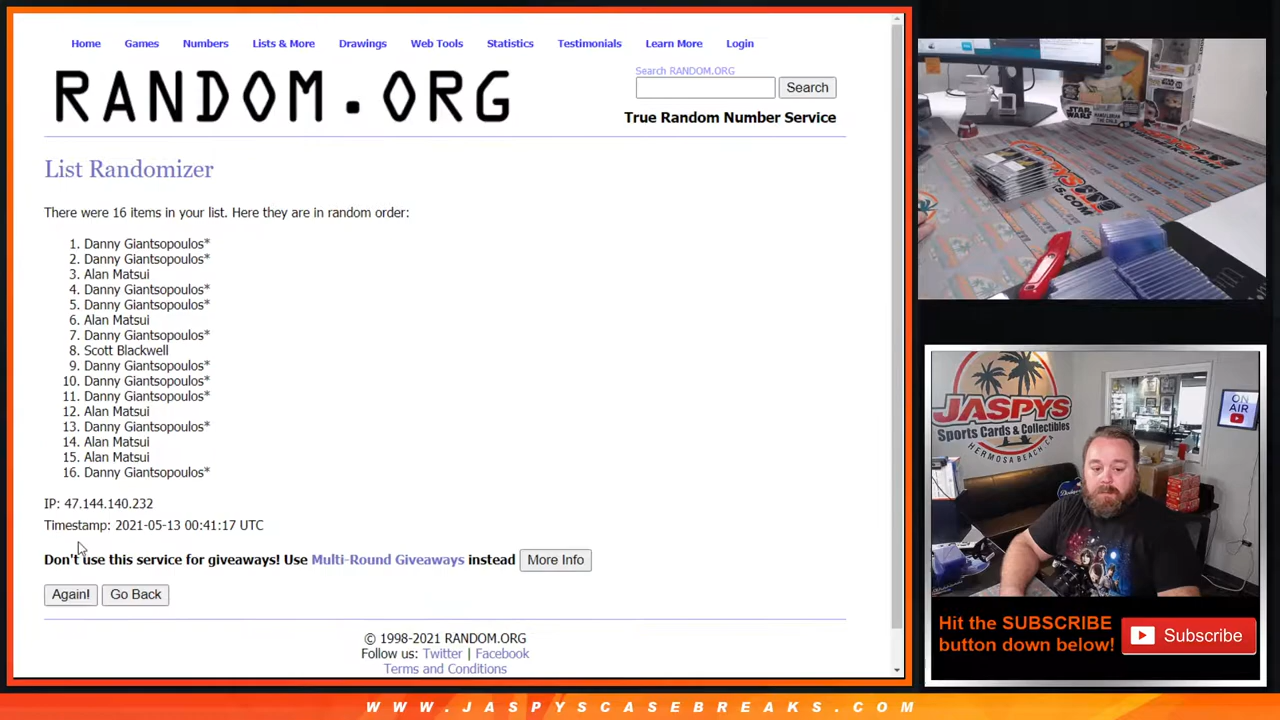 Home Games Numbers Lists & More Drawings Web Tools Statistics Testimonials Learn More Login
RANDOM.ORG
Search RANDOM.ORG
Search
True Random Number Service
List Randomizer
There were 16 items in your list. Here they are in random order:
1. Danny Giantsopoulos*
2. Danny Giantsopoulos*
3. Alan Matsui
4. Danny Giantsopoulos*
5. Danny Giantsopoulos*
6. Alan Matsui
7. Danny Giantsopoulos*
8. Scott Blackwell
9. Danny Giantsopoulos*
10. Danny Giantsopoulos*
11. Danny Giantsopoulos*
12. Alan Matsui
13. Danny Giantsopoulos*
14. Alan Matsui
15. Alan Matsui
16. Danny Giantsopoulos*
IP: 47.144.140.232
Timestamp: 2021-05-13 00:41:17 UTC
Don't use this service for giveaways! Use Multi-Round Giveaways instead More Info
Again! Go Back
© 1998-2021 RANDOM.ORG
Follow us: Twitter | Facebook
Terms and Conditions
STAR WARS
JASPYS
Sports Cards & Collectibles
HERMOSA BEACH CA
ON AIR
Hit the SUBSCRIBE
button down below!
Subscribe
WWW.JASPYSCASEBREAKS.COM